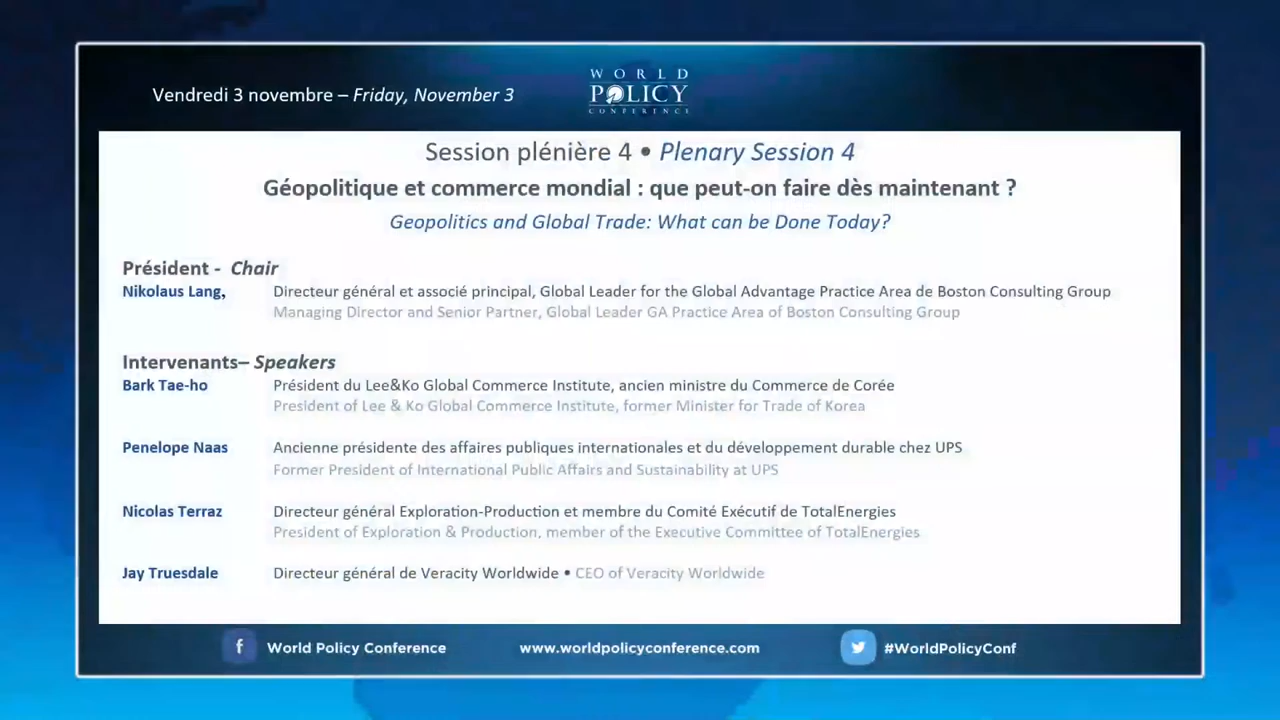 Vendredi 3 novembre – Friday, November 3
WORLD
POLICY
CONFERENCE
Session plénière 4 • Plenary Session 4
Géopolitique et commerce mondial : que peut-on faire dès maintenant ?
Geopolitics and Global Trade: What can be Done Today?
Président - Chair
Nikolaus Lang, Directeur général et associé principal, Global Leader for the Global Advantage Practice Area de Boston Consulting Group
Managing Director and Senior Partner, Global Leader GA Practice Area of Boston Consulting Group
Intervenants– Speakers
Bark Tae-ho Président du Lee&Ko Global Commerce Institute, ancien ministre du Commerce de Corée
President of Lee & Ko Global Commerce Institute, former Minister for Trade of Korea
Penelope Naas Ancienne présidente des affaires publiques internationales et du développement durable chez UPS
Former President of International Public Affairs and Sustainability at UPS
Nicolas Terraz Directeur général Exploration-Production et membre du Comité Exécutif de TotalEnergies
President of Exploration & Production, member of the Executive Committee of TotalEnergies
Jay Truesdale Directeur général de Veracity Worldwide • CEO of Veracity Worldwide
f World Policy Conference www.worldpolicyconference.com #WorldPolicyConf